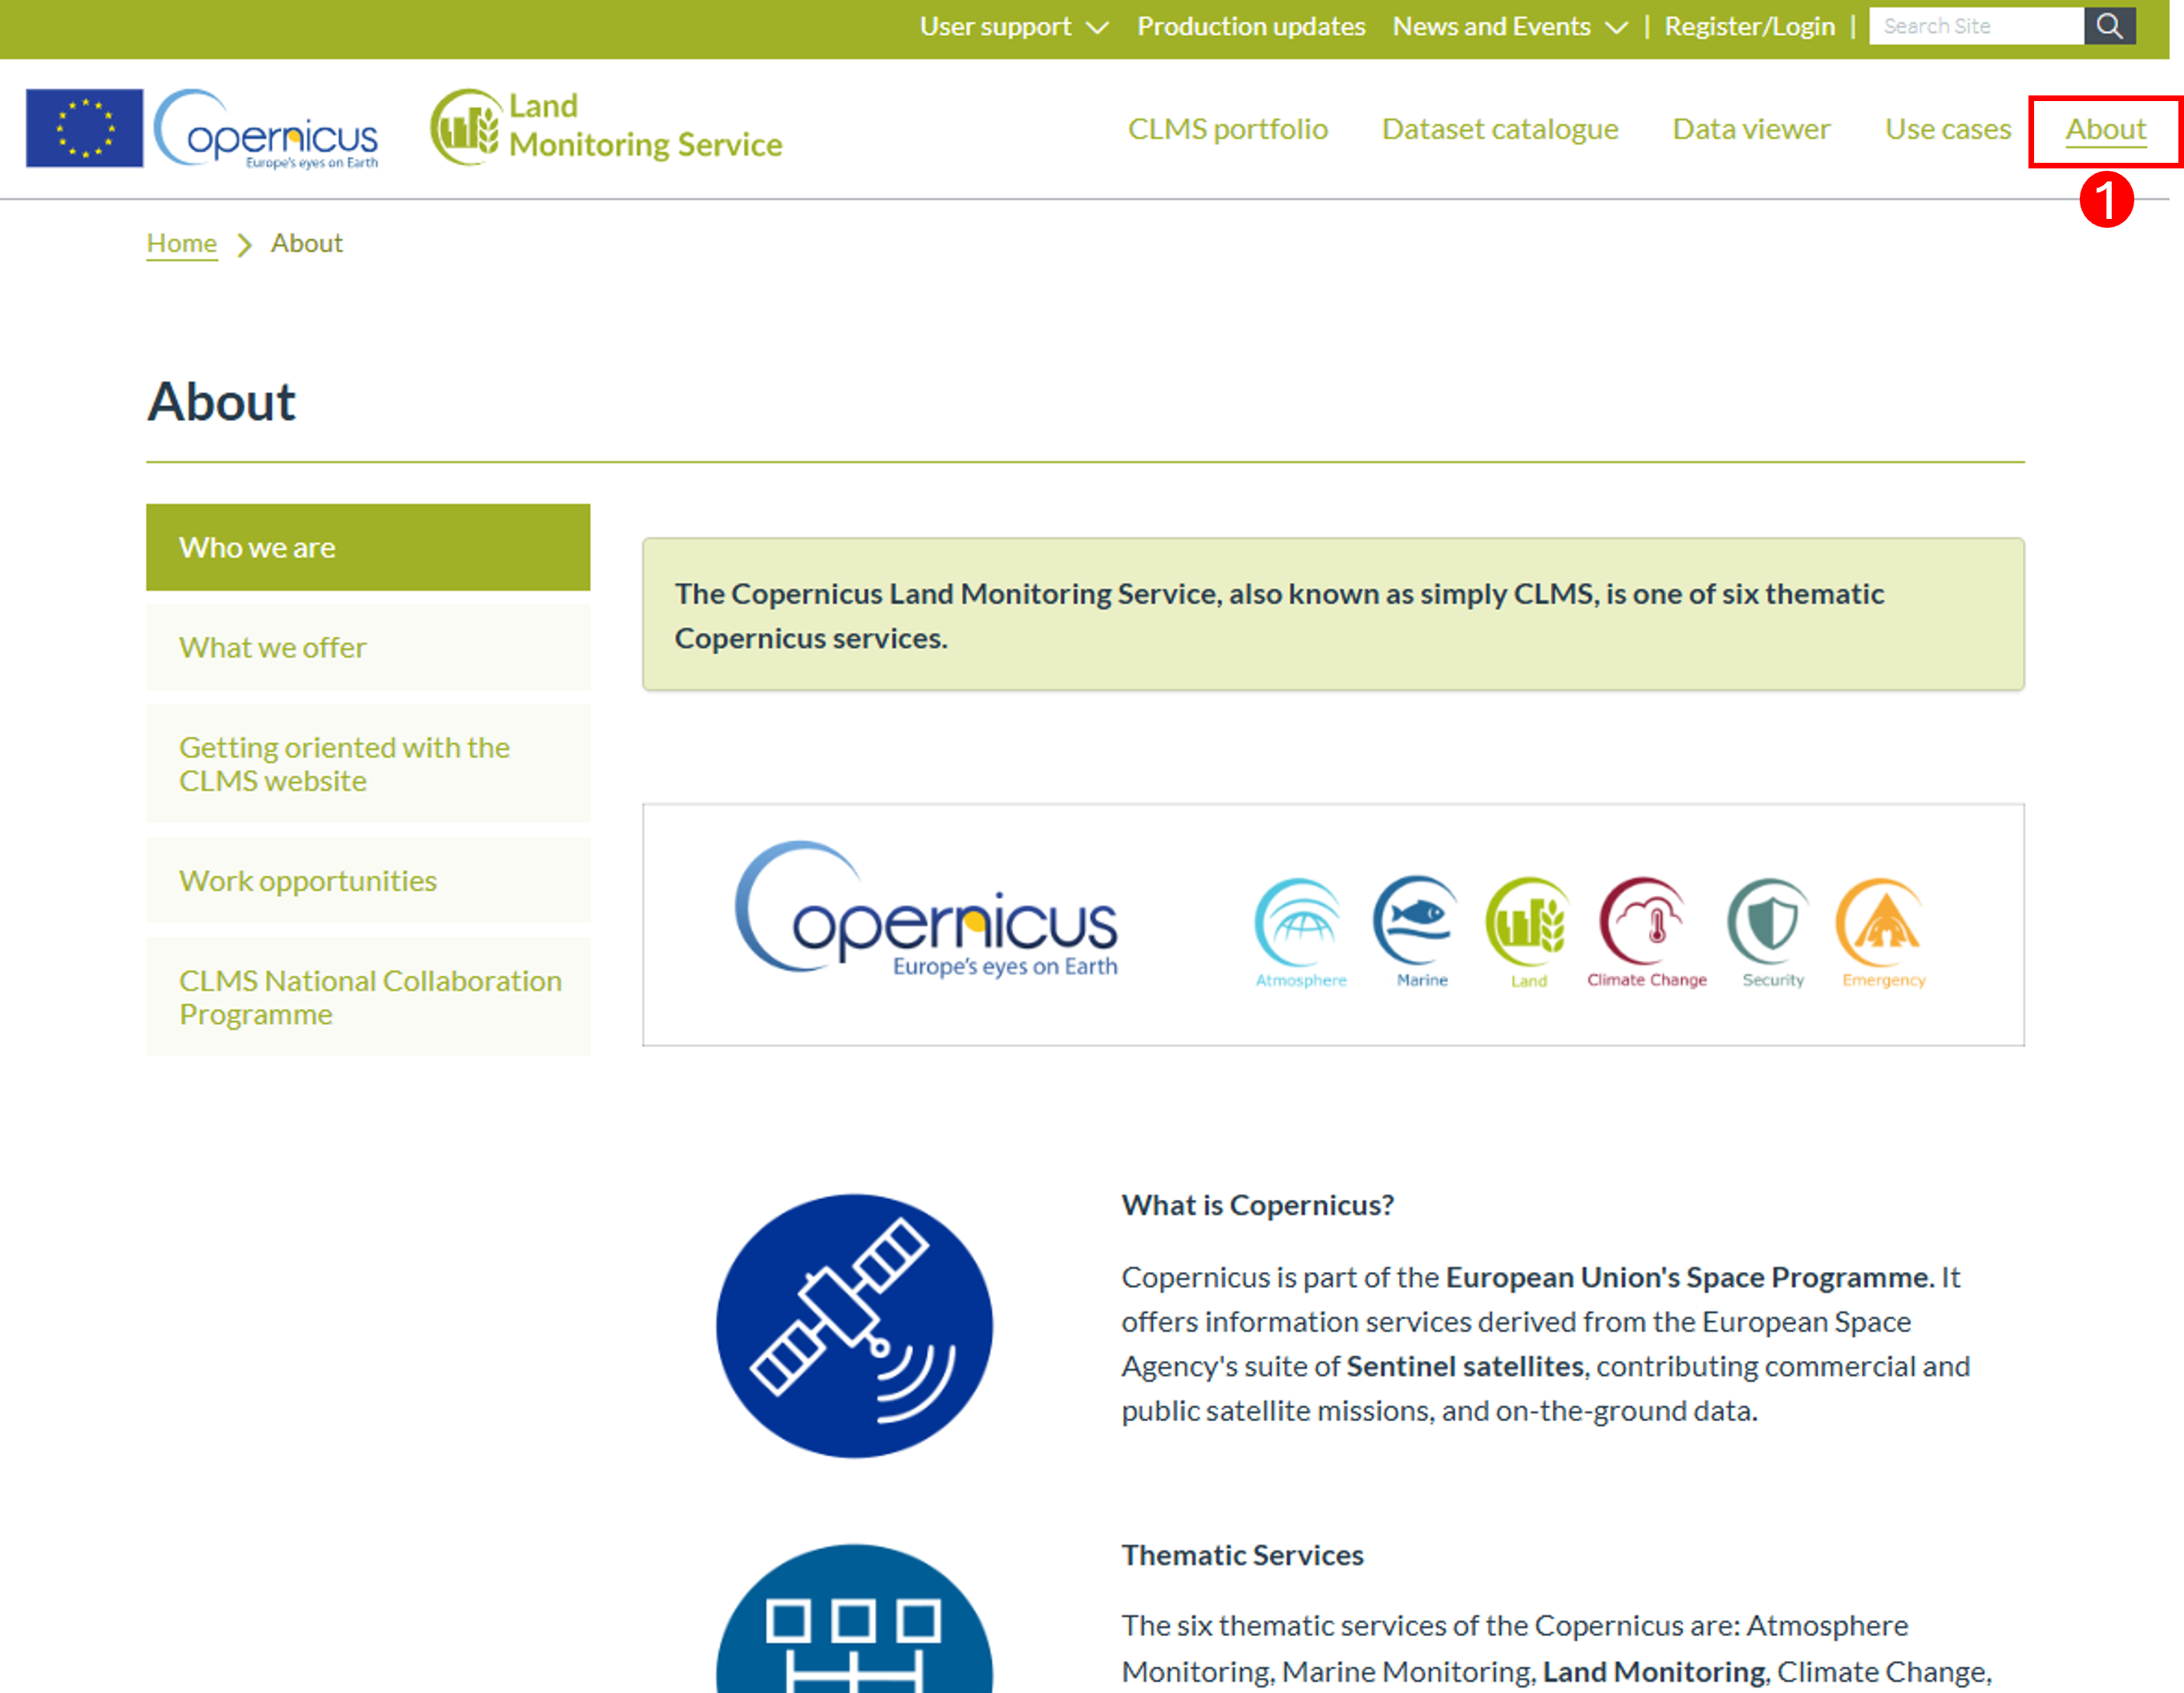 User support Production updates News and Events | Register/Login | Search Site
Copernicus
Europe's eyes on Earth
Land
Monitoring Service
CLMS portfolio Dataset catalogue Data viewer Use cases About
1
Home > About
About
Who we are
What we offer
Getting oriented with the
CLMS website
Work opportunities
CLMS National Collaboration
Programme
The Copernicus Land Monitoring Service, also known as simply CLMS, is one of six thematic
Copernicus services.
Copernicus
Europe's eyes on Earth
Atmosphere Marine Land Climate Change Security Emergency
What is Copernicus?
Copernicus is part of the European Union's Space Programme. It
offers information services derived from the European Space
Agency's suite of Sentinel satellites, contributing commercial and
public satellite missions, and on-the-ground data.
Thematic Services
The six thematic services of the Copernicus are: Atmosphere
Monitoring, Marine Monitoring, Land Monitoring, Climate Change,